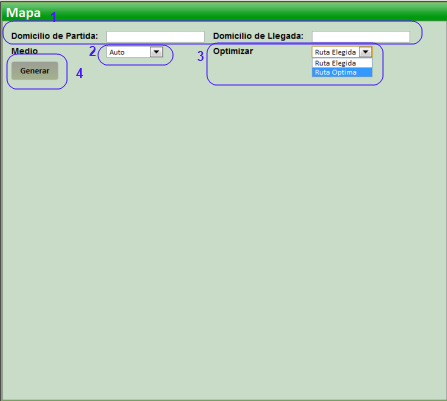 Mapa
1
Domicilio de Partida: Domicilio de Llegada:
Medio 2 Auto 3 Optimizar Ruta Elegida
Ruta Elegida
Ruta Optima
Generar 4